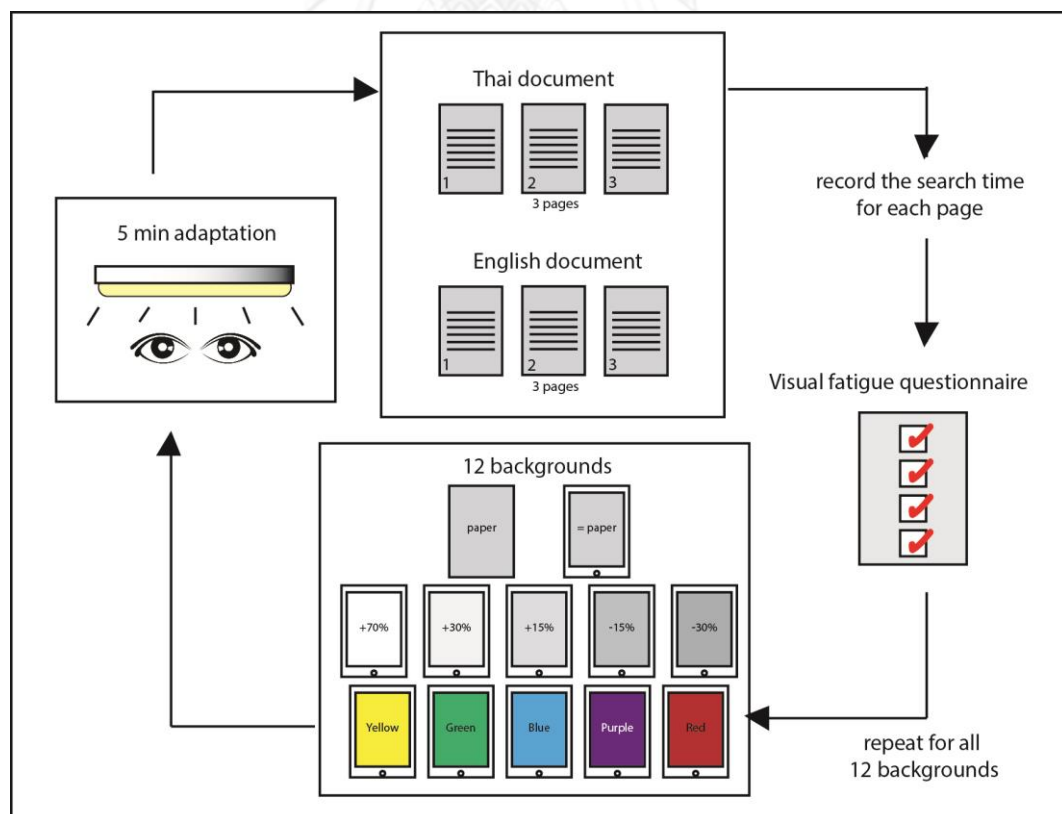 Thai document
1
2
3
3 pages
English document
1
2
3
3 pages
record the search time
for each page
Visual fatigue questionnaire
repeat for all
12 backgrounds
12 backgrounds
paper
= paper
+70%
+30%
+15%
-15%
-30%
Yellow
Green
Blue
Purple
Red
5 min adaptation